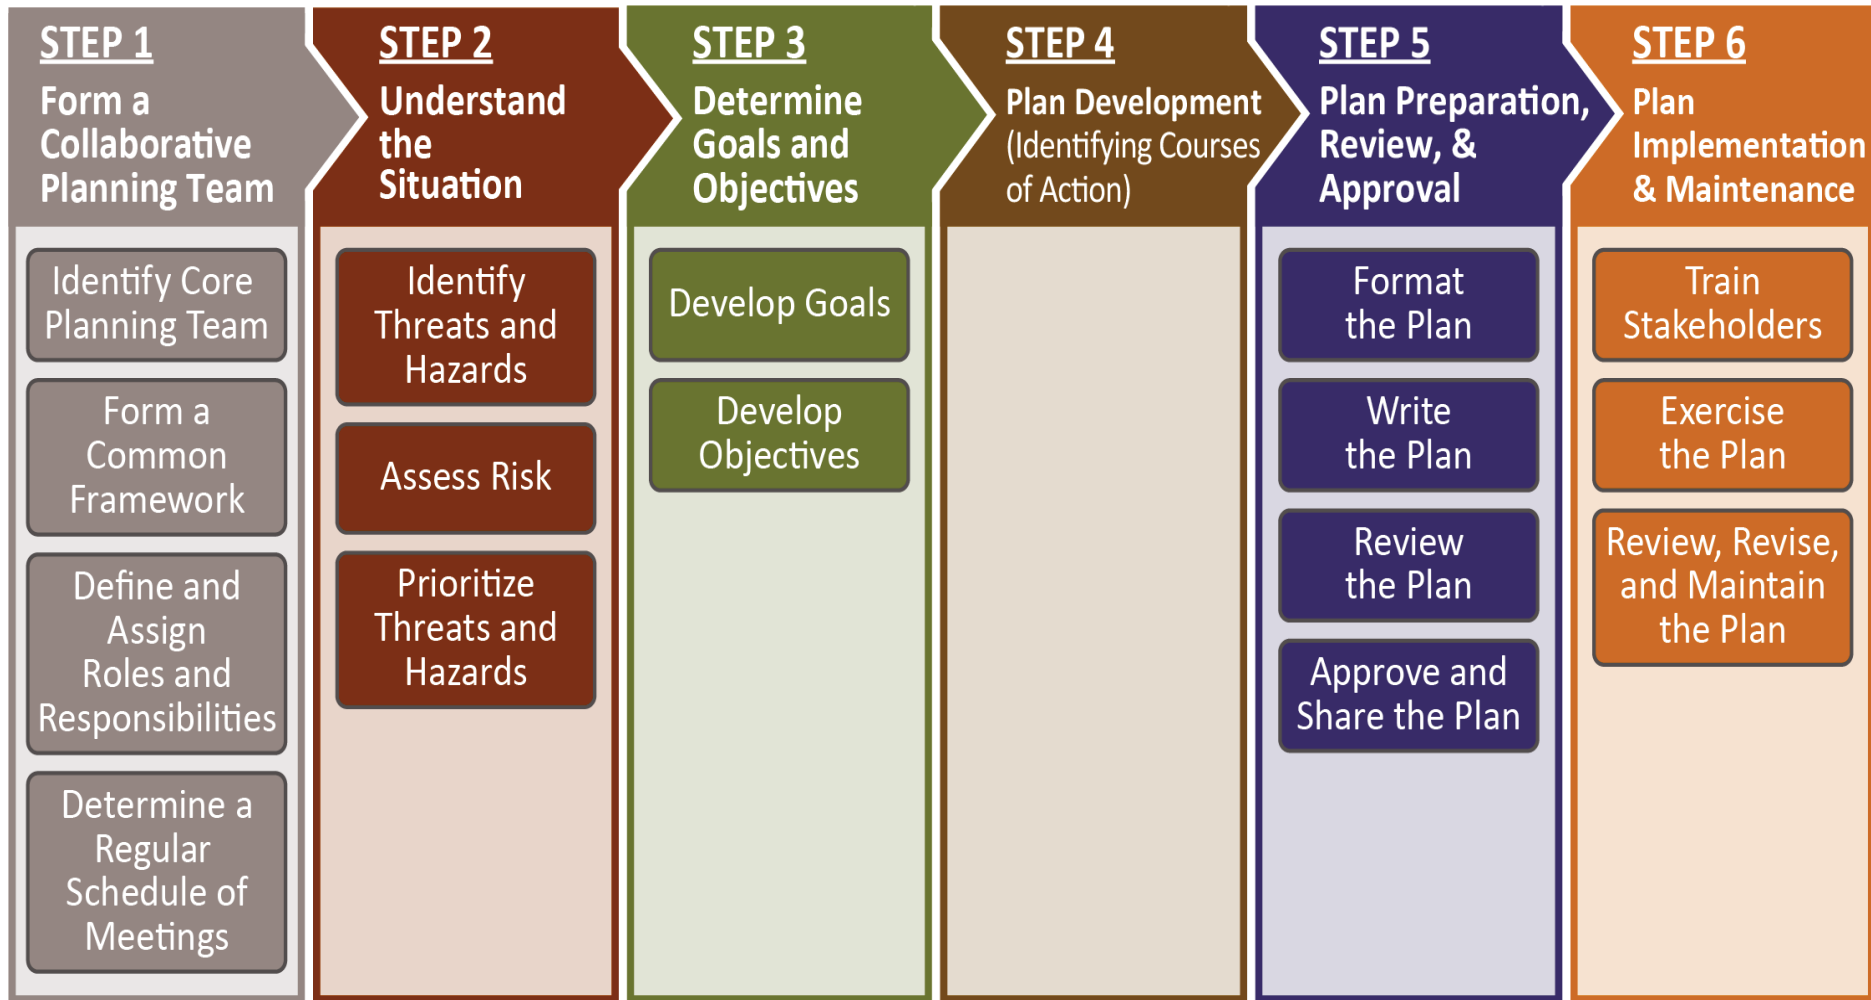 STEP 1
Form a
Collaborative
Planning Team
Identify Core
Planning Team
Form a
Common
Framework
Define and
Assign
Roles and
Responsibilities
Determine a
Regular
Schedule of
Meetings
STEP 2
Understand
the
Situation
Identify
Threats and
Hazards
Assess Risk
Prioritize
Threats and
Hazards
STEP 3
Determine
Goals and
Objectives
Develop Goals
Develop
Objectives
STEP 4
Plan Development
(Identifying Courses
of Action)
STEP 5
Plan Preparation,
Review, &
Approval
Format
the Plan
Write
the Plan
Review
the Plan
Approve and
Share the Plan
STEP 6
Plan
Implementation
& Maintenance
Train
Stakeholders
Exercise
the Plan
Review, Revise,
and Maintain
the Plan